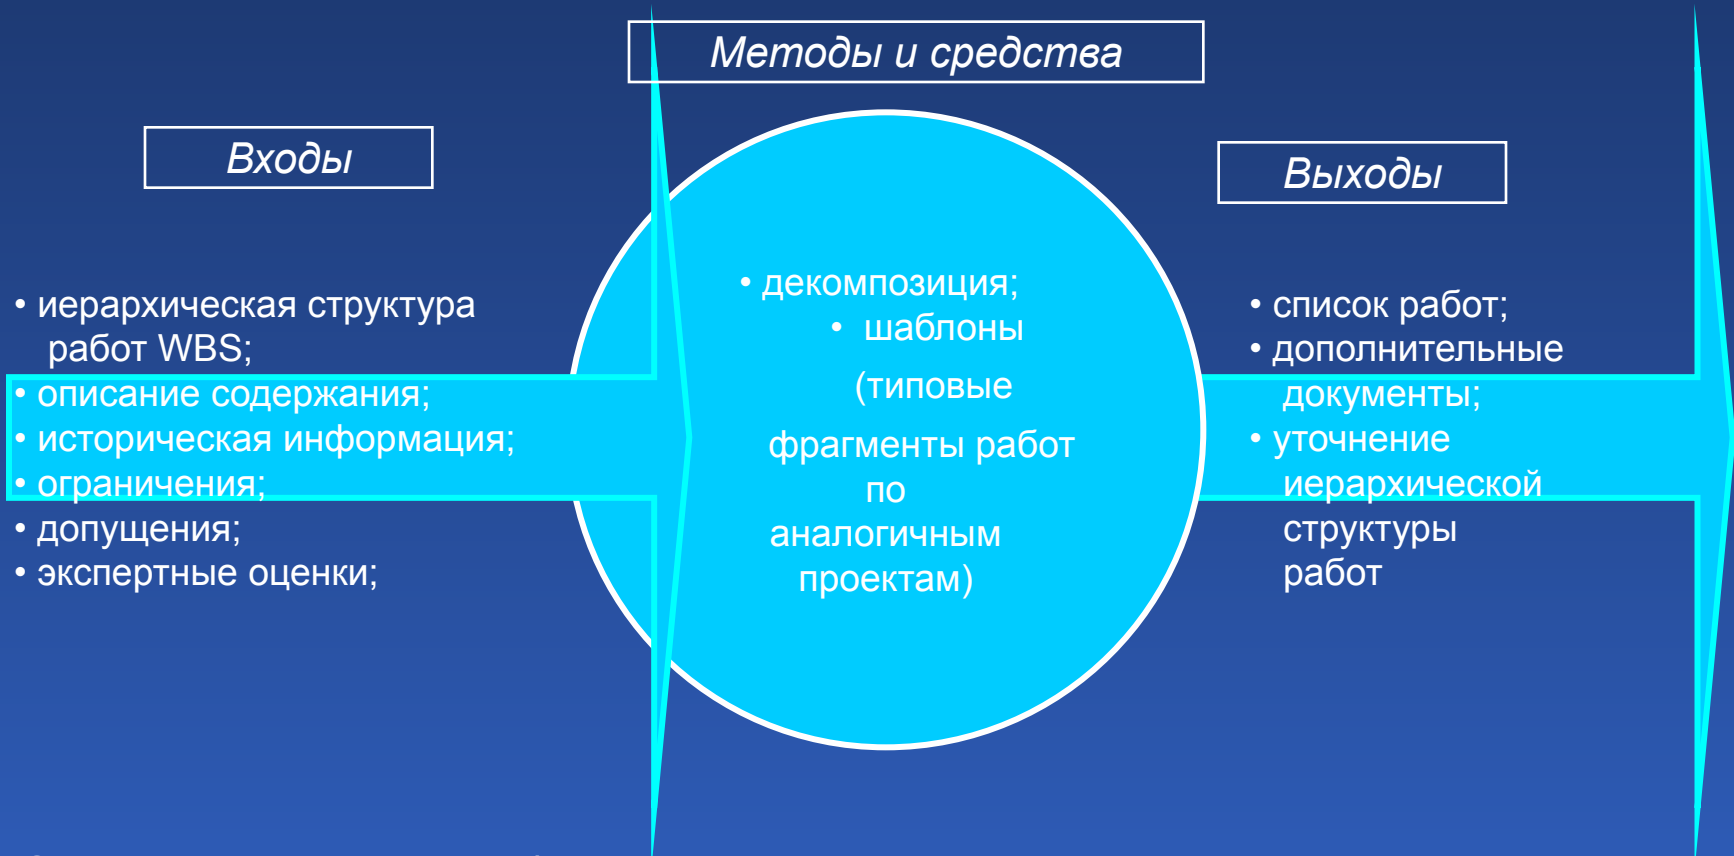 Методы и средства
Входы
• иерархическая структура
работ WBS;
• описание содержания;
• историческая информация;
• ограничения;
• допущения;
• экспертные оценки;
• декомпозиция;
• шаблоны
(типовые
фрагменты работ
по
аналогичным
проектам)
Выходы
• список работ;
• дополнительные
документы;
• уточнение
иерархической
структуры
работ